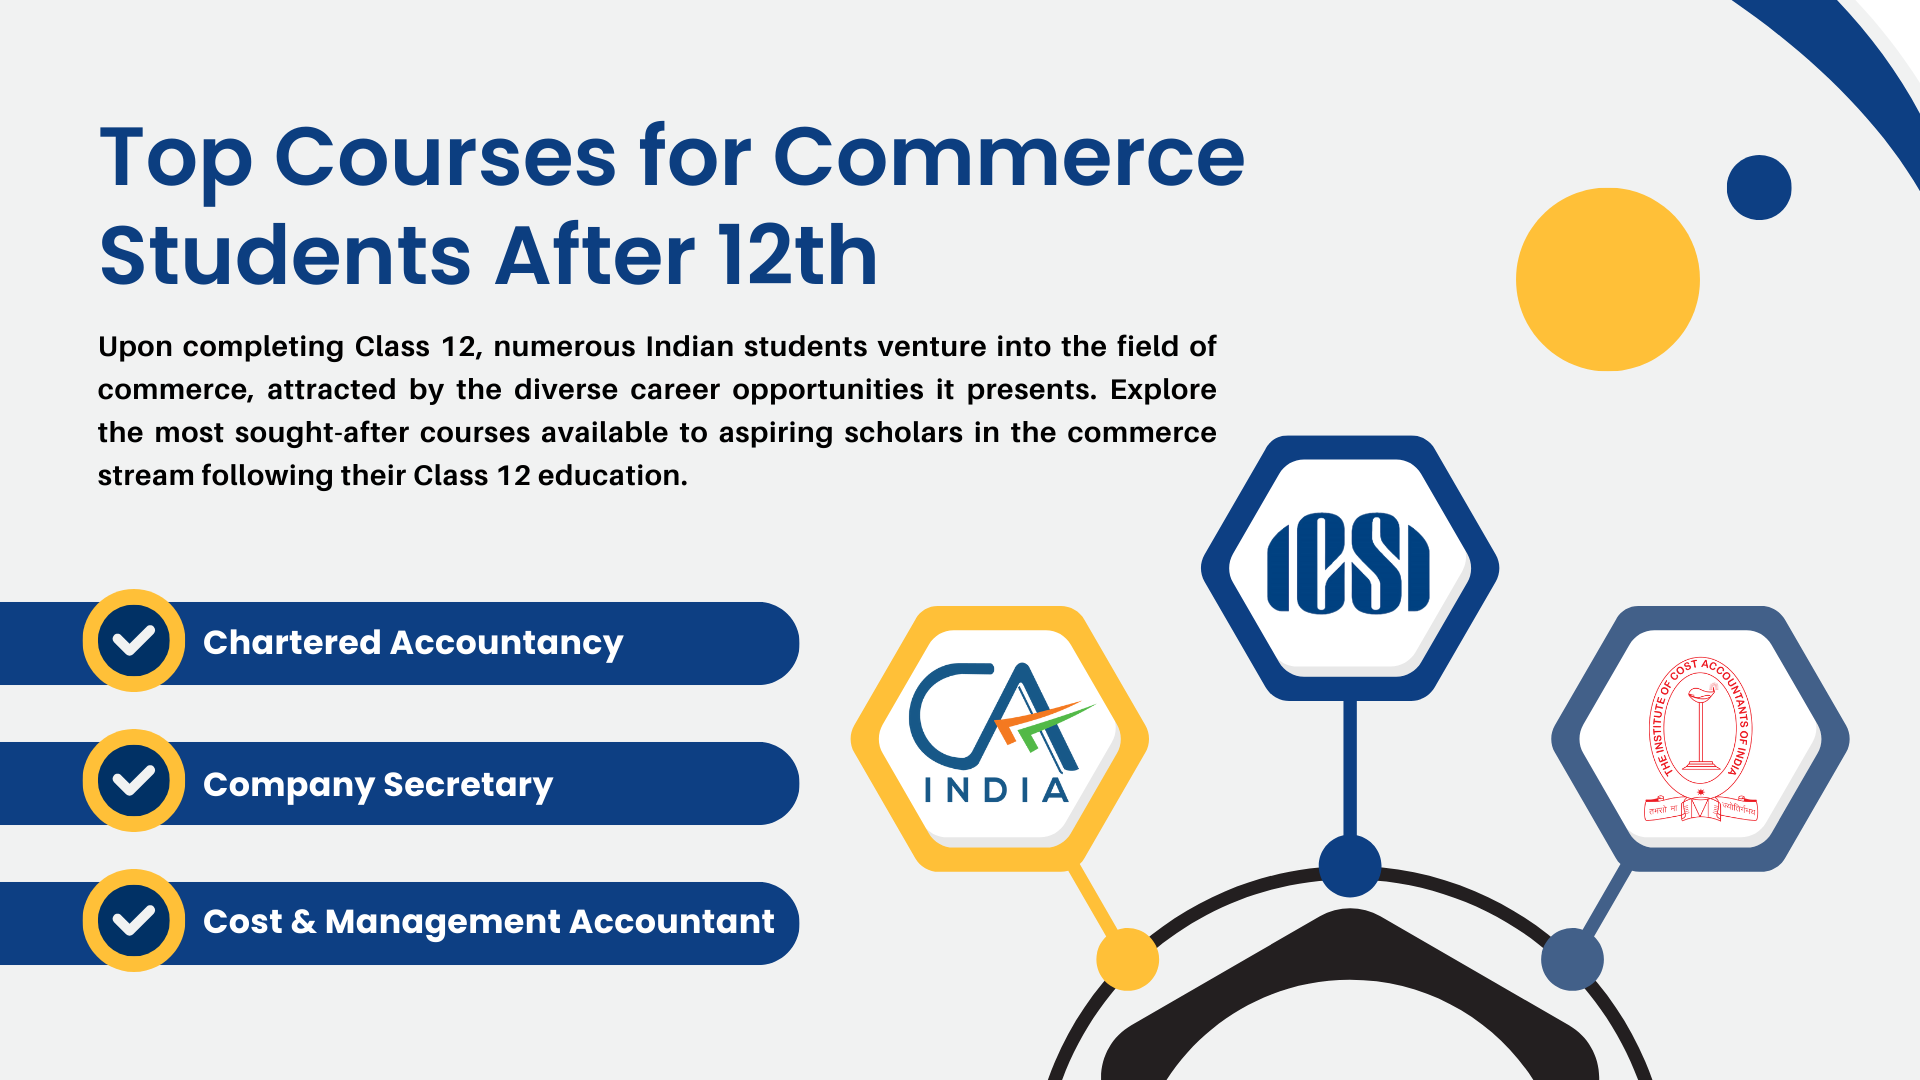 Top Courses for Commerce
Students After 12th
Upon completing Class 12, numerous Indian students venture into the field of
commerce, attracted by the diverse career opportunities it presents. Explore
the most sought-after courses available to aspiring scholars in the commerce
stream following their Class 12 education.
Chartered Accountancy
Company Secretary
Cost & Management Accountant
CA
INDIA
ICSI
THE INSTITUTE OF COST ACCOUNTANTS OF INDIA
तमसो मा ज्योतिर्गमय